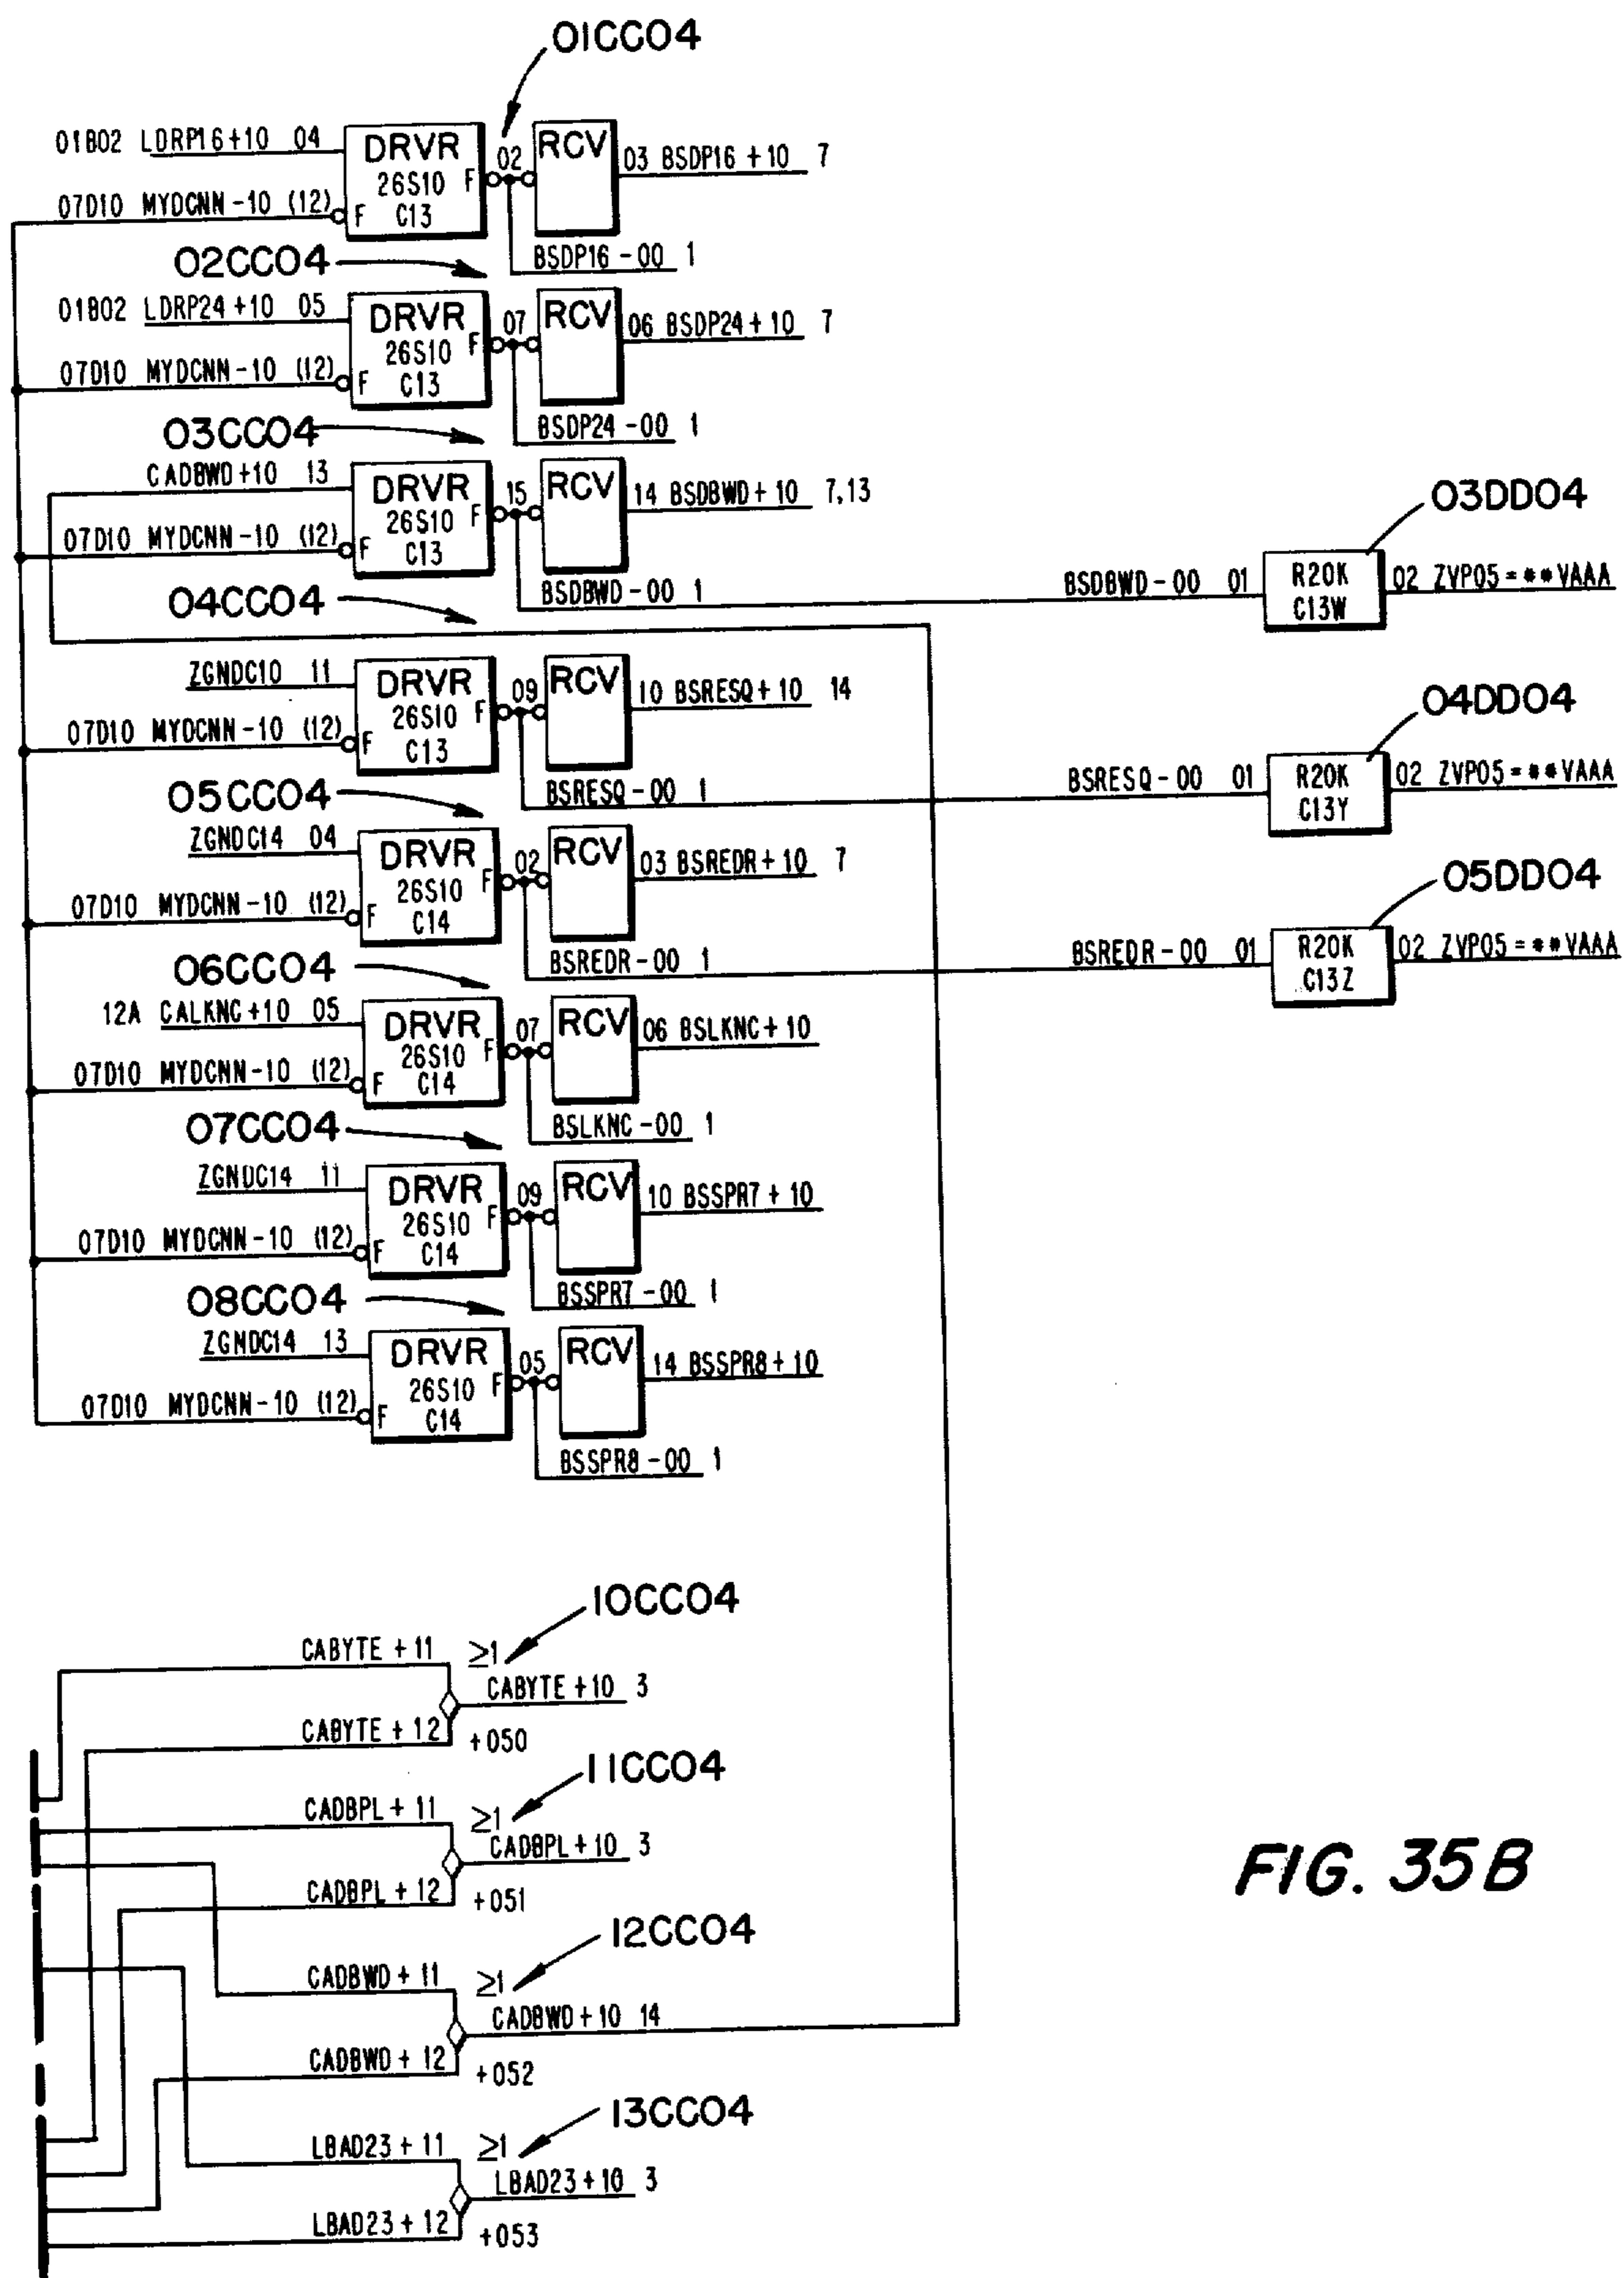 01CC04
01B02 LDRP16+10 04
DRVR
26S10 F
C13
02
RCV
03 BSDP16+10 7
07D10 MYDCNN-10 (12) F
BSDP16-00 1
02CC04
01B02 LDRP24+10 05
DRVR
26S10 F
C13
07
RCV
06 BSDP24+10 7
07D10 MYDCNN-10 (12) F
BSDP24-00 1
03CC04
CADBWD+10 13
DRVR
26S10 F
C13
15
RCV
14 BSDBWD+10 7,13
07D10 MYDCNN-10 (12) F
BSDBWD-00 1
BSDBWD-00 01
R20K
C13W
02 ZVP05=**VAAA
03DD04
04CC04
ZGNDC10 11
DRVR
26S10 F
C13
09
RCV
10 BSRESQ+10 14
07D10 MYDCNN-10 (12) F
BSRESQ-00 1
BSRESQ-00 01
R20K
C13Y
02 ZVP05=**VAAA
04DD04
05CC04
ZGNDC14 04
DRVR
26S10 F
C14
02
RCV
03 BSREDR+10 7
07D10 MYDCNN-10 (12) F
BSREDR-00 1
BSREDR-00 01
R20K
C13Z
02 ZVP05=**VAAA
05DD04
06CC04
12A CALKNC+10 05
DRVR
26S10 F
C14
07
RCV
06 BSLKNC+10
07D10 MYDCNN-10 (12) F
BSLKNC-00 1
07CC04
ZGNDC14 11
DRVR
26S10 F
C14
09
RCV
10 BSSPR7+10
07D10 MYDCNN-10 (12) F
BSSPR7-00 1
08CC04
ZGNDC14 13
DRVR
26S10 F
C14
05
RCV
14 BSSPR8+10
07D10 MYDCNN-10 (12) F
BSSPR8-00 1
10CC04
CABYTE+11 ≥1
CABYTE+10 3
CABYTE+12 +050
11CC04
CADBPL+11 ≥1
CADBPL+10 3
CADBPL+12 +051
12CC04
CADBWD+11 ≥1
CADBWD+10 14
CADBWD+12 +052
13CC04
LBAD23+11 ≥1
LBAD23+10 3
LBAD23+12 +053
FIG. 35B